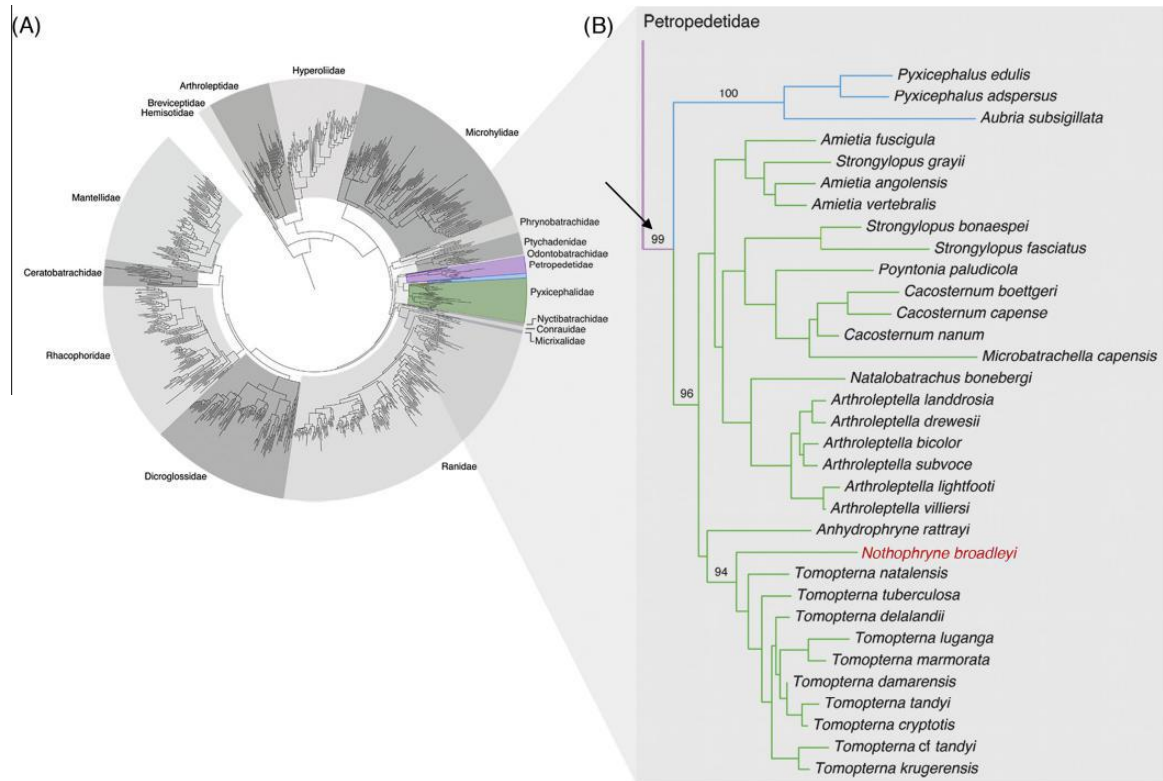 (A)
Hyperoliidae
Arthroleptidae
Breviceptidae
Hemisotidae
Microhylidae
Mantellidae
Phrynobatrachidae
Ptychadenidae
Odontobatrachidae
Petropedetidae
Ceratobatrachidae
Pyxicephalidae
Nyctibatrachidae
Conrauidae
Micrixalidae
Rhacophoridae
Dicroglossidae
Ranidae
(B)
Petropedetidae
Pyxicephalus edulis
100
Pyxicephalus adspersus
Aubria subsigillata
Amietia fuscigula
Strongylopus grayii
Amietia angolensis
Amietia vertebralis
Strongylopus bonaespei
99
Strongylopus fasciatus
Poyntonia paludicola
Cacosternum boettgeri
Cacosternum capense
Cacosternum nanum
Microbatrachella capensis
Natalobatrachus bonebergi
96
Arthroleptella landdrosia
Arthroleptella drewesii
Arthroleptella bicolor
Arthroleptella subvoce
Arthroleptella lightfooti
Arthroleptella villiersi
Anhydrophryne rattrayi
Nothophryne broadleyi
94
Tomopterna natalensis
Tomopterna tuberculosa
Tomopterna delalandii
Tomopterna luganga
Tomopterna marmorata
Tomopterna damarensis
Tomopterna tandyi
Tomopterna cryptotis
Tomopterna cf tandyi
Tomopterna krugerensis